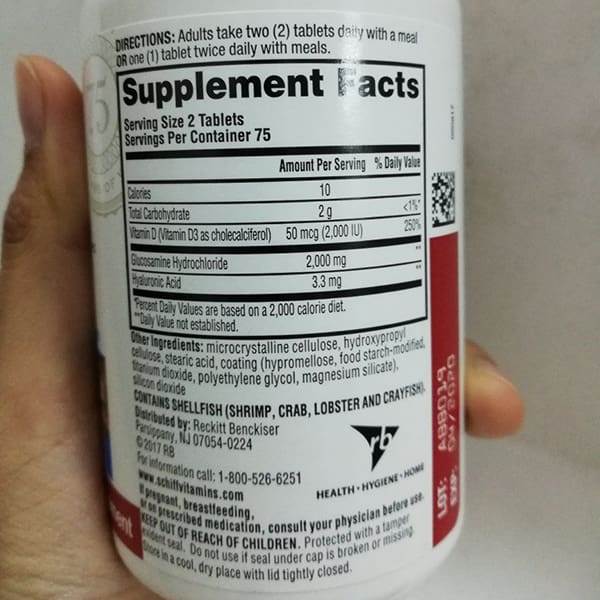 DIRECTIONS: Adults take two (2) tablets daily with a meal
OR one (1) tablet twice daily with meals.
Supplement Facts
Serving Size 2 Tablets
Servings Per Container 75
Amount Per Serving % Daily Value
Calories 10
Total Carbohydrate 2 g <1%*
Vitamin D (Vitamin D3 as cholecalciferol) 50 mcg (2,000 IU) 250%
Glucosamine Hydrochloride 2,000 mg **
Hyaluronic Acid 3.3 mg **
*Percent Daily Values are based on a 2,000 calorie diet.
**Daily Value not established.
Other Ingredients: microcrystalline cellulose, hydroxypropyl
cellulose, stearic acid, coating (hypromellose, food starch-modified,
titanium dioxide, polyethylene glycol, magnesium silicate),
silicon dioxide
CONTAINS SHELLFISH (SHRIMP, CRAB, LOBSTER AND CRAYFISH).
Distributed by: Reckitt Benckiser
Parsippany, NJ 07054-0224
©2017 RB
For information call: 1-800-526-6251
www.schiffvitamins.com
If pregnant, breastfeeding,
or on prescribed medication, consult your physician before use.
KEEP OUT OF REACH OF CHILDREN. Protected with a tamper
evident seal. Do not use if seal under cap is broken or missing.
Store in a cool, dry place with lid tightly closed.
rb
HEALTH • HYGIENE • HOME
LOT: AB8019
EXP: 04/2020